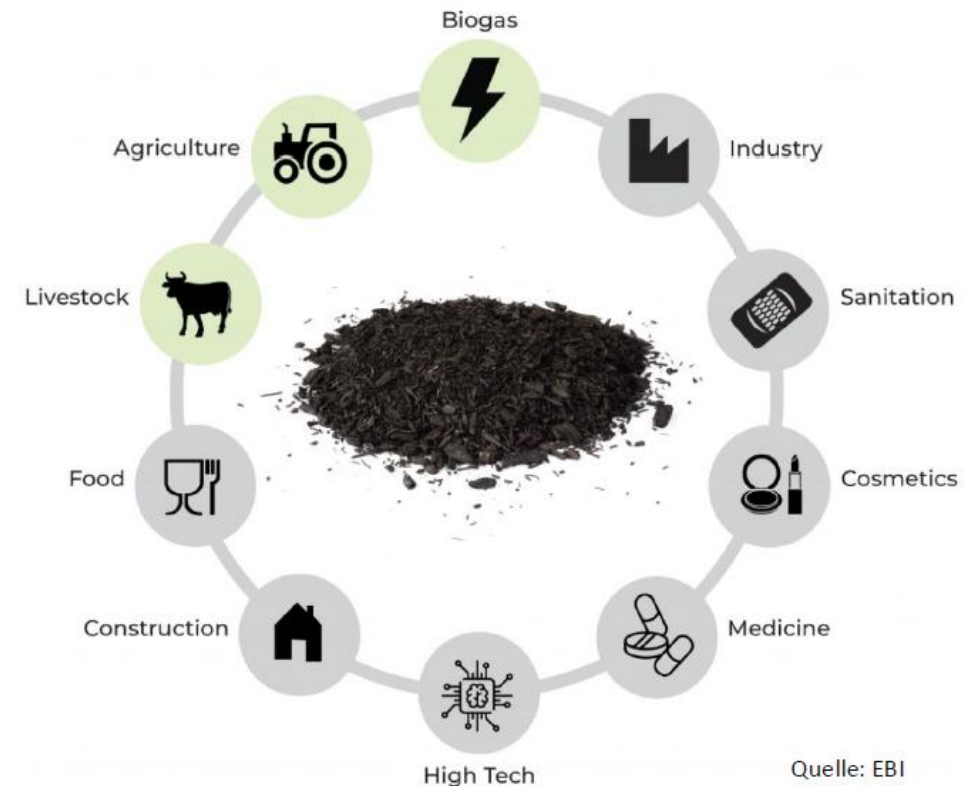 Biogas
Agriculture
Industry
Livestock
Sanitation
Food
Cosmetics
Construction
Medicine
High Tech
Quelle: EBI